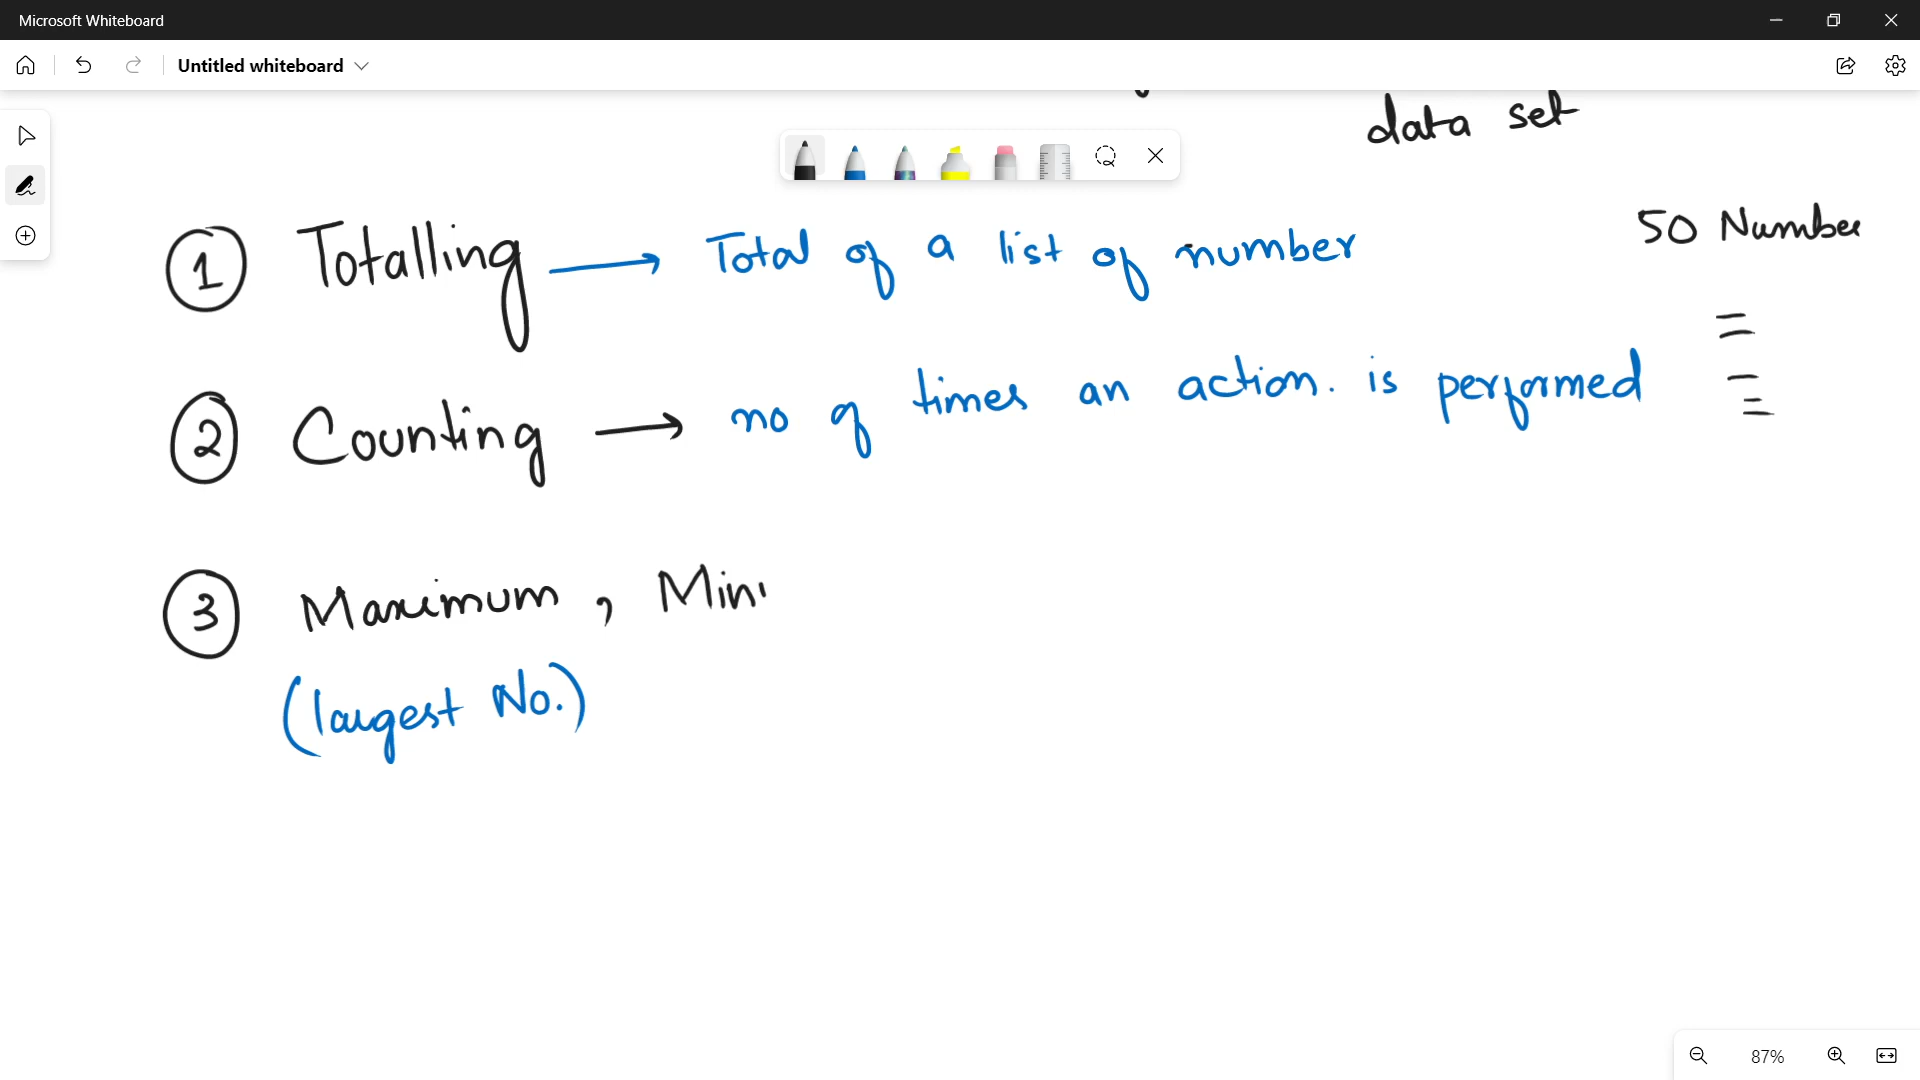 Microsoft Whiteboard
Untitled whiteboard
data set
50 Number
1 Totalling → Total of a list of number
2 Counting → no of times an action. is performed
3 Maximum, Mini
(largest No.)
87%